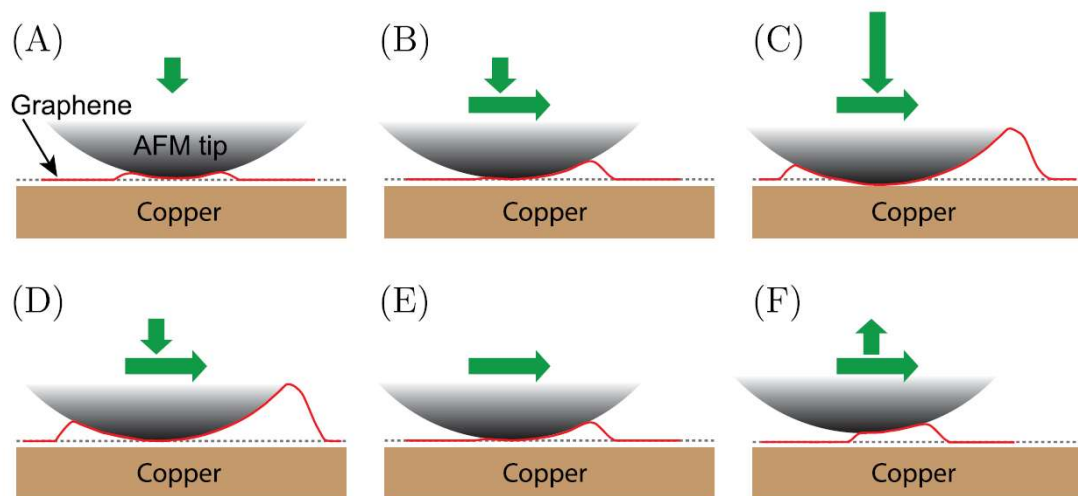 (A)
(B)
(C)
Graphene
AFM tip
Copper
Copper
Copper
(D)
(E)
(F)
Copper
Copper
Copper